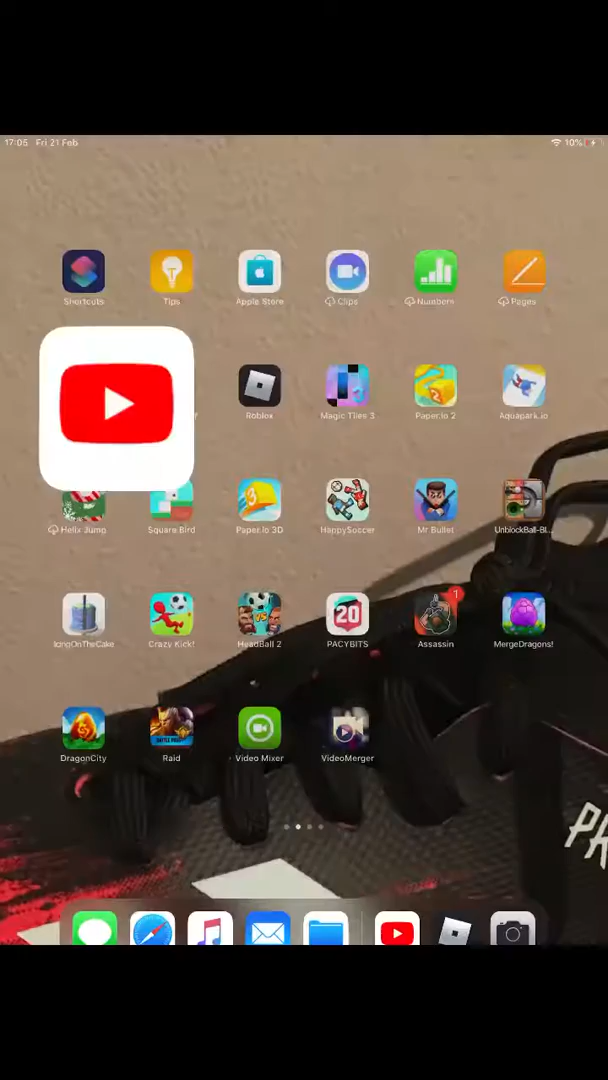 17:05 Fri 21 Feb
10%
Shortcuts
Tips
Apple Store
Clips
Numbers
Pages
Roblox
Magic Tiles 3
Paper.io 2
Aquapark.io
Helix Jump
Square Bird
Paper.io 3D
HappySoccer
Mr Bullet
UnblockBall-Bl...
IcingOnTheCake
Crazy Kick!
HeadBall 2
20
VS
1
PACYBITS
Assassin
MergeDragons!
DragonCity
Raid
Video Mixer
VideoMerger